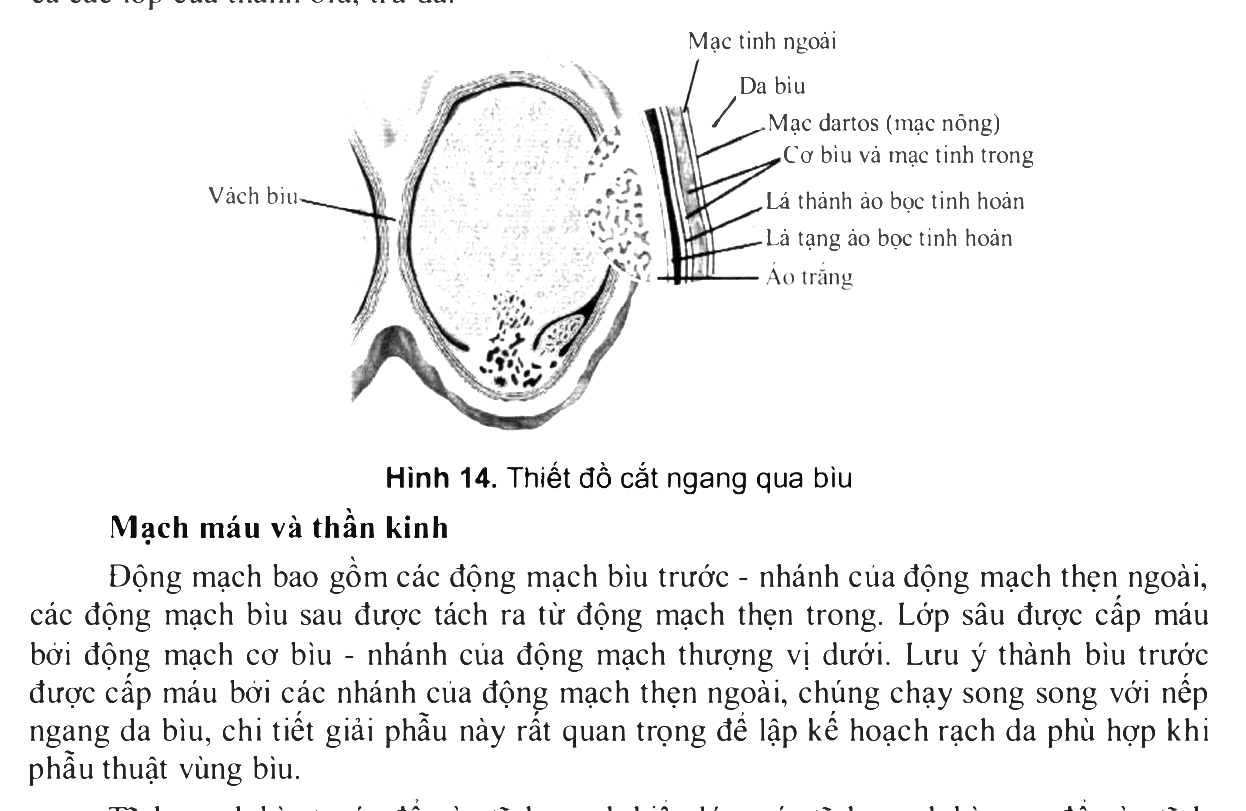 Mạc tinh ngoài
Da bìu
Mạc dartos (mạc nông)
Cơ bìu và mạc tinh trong
Vách bìu
Lá thành áo bọc tinh hoàn
Lá tạng áo bọc tinh hoàn
Áo trắng
Hình 14. Thiết đồ cắt ngang qua bìu
Mạch máu và thần kinh
Động mạch bao gồm các động mạch bìu trước - nhánh của động mạch thẹn ngoài,
các động mạch bìu sau được tách ra từ động mạch thẹn trong. Lớp sâu được cấp máu
bởi động mạch cơ bìu - nhánh của động mạch thượng vị dưới. Lưu ý thành bìu trước
được cấp máu bởi các nhánh của động mạch thẹn ngoài, chúng chạy song song với nếp
ngang da bìu, chi tiết giải phẫu này rất quan trọng để lập kế hoạch rạch da phù hợp khi
phẫu thuật vùng bìu.